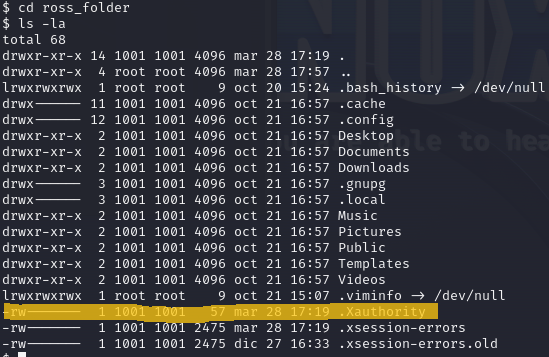 $ cd ross_folder
$ ls -la
total 68
drwxr-xr-x 14 1001 1001 4096 mar 28 17:19 .
drwxr-xr-x  4 root root 4096 mar 28 17:57 ..
lrwxrwxrwx  1 root root    9 oct 20 15:24 .bash_history -> /dev/null
drwx------ 11 1001 1001 4096 oct 21 16:57 .cache
drwx------ 12 1001 1001 4096 oct 21 16:57 .config
drwxr-xr-x  2 1001 1001 4096 oct 21 16:57 Desktop
drwxr-xr-x  2 1001 1001 4096 oct 21 16:57 Documents
drwxr-xr-x  2 1001 1001 4096 oct 21 16:57 Downloads
drwx------  3 1001 1001 4096 oct 21 16:57 .gnupg
drwx------  3 1001 1001 4096 oct 21 16:57 .local
drwxr-xr-x  2 1001 1001 4096 oct 21 16:57 Music
drwxr-xr-x  2 1001 1001 4096 oct 21 16:57 Pictures
drwxr-xr-x  2 1001 1001 4096 oct 21 16:57 Public
drwxr-xr-x  2 1001 1001 4096 oct 21 16:57 Templates
drwxr-xr-x  2 1001 1001 4096 oct 21 16:57 Videos
lrwxrwxrwx  1 root root    9 oct 21 15:07 .viminfo -> /dev/null
-rw-------  1 1001 1001   57 mar 28 17:19 .Xauthority
-rw-------  1 1001 1001 2475 mar 28 17:19 .xsession-errors
-rw-------  1 1001 1001 2475 dic 27 16:33 .xsession-errors.old
$